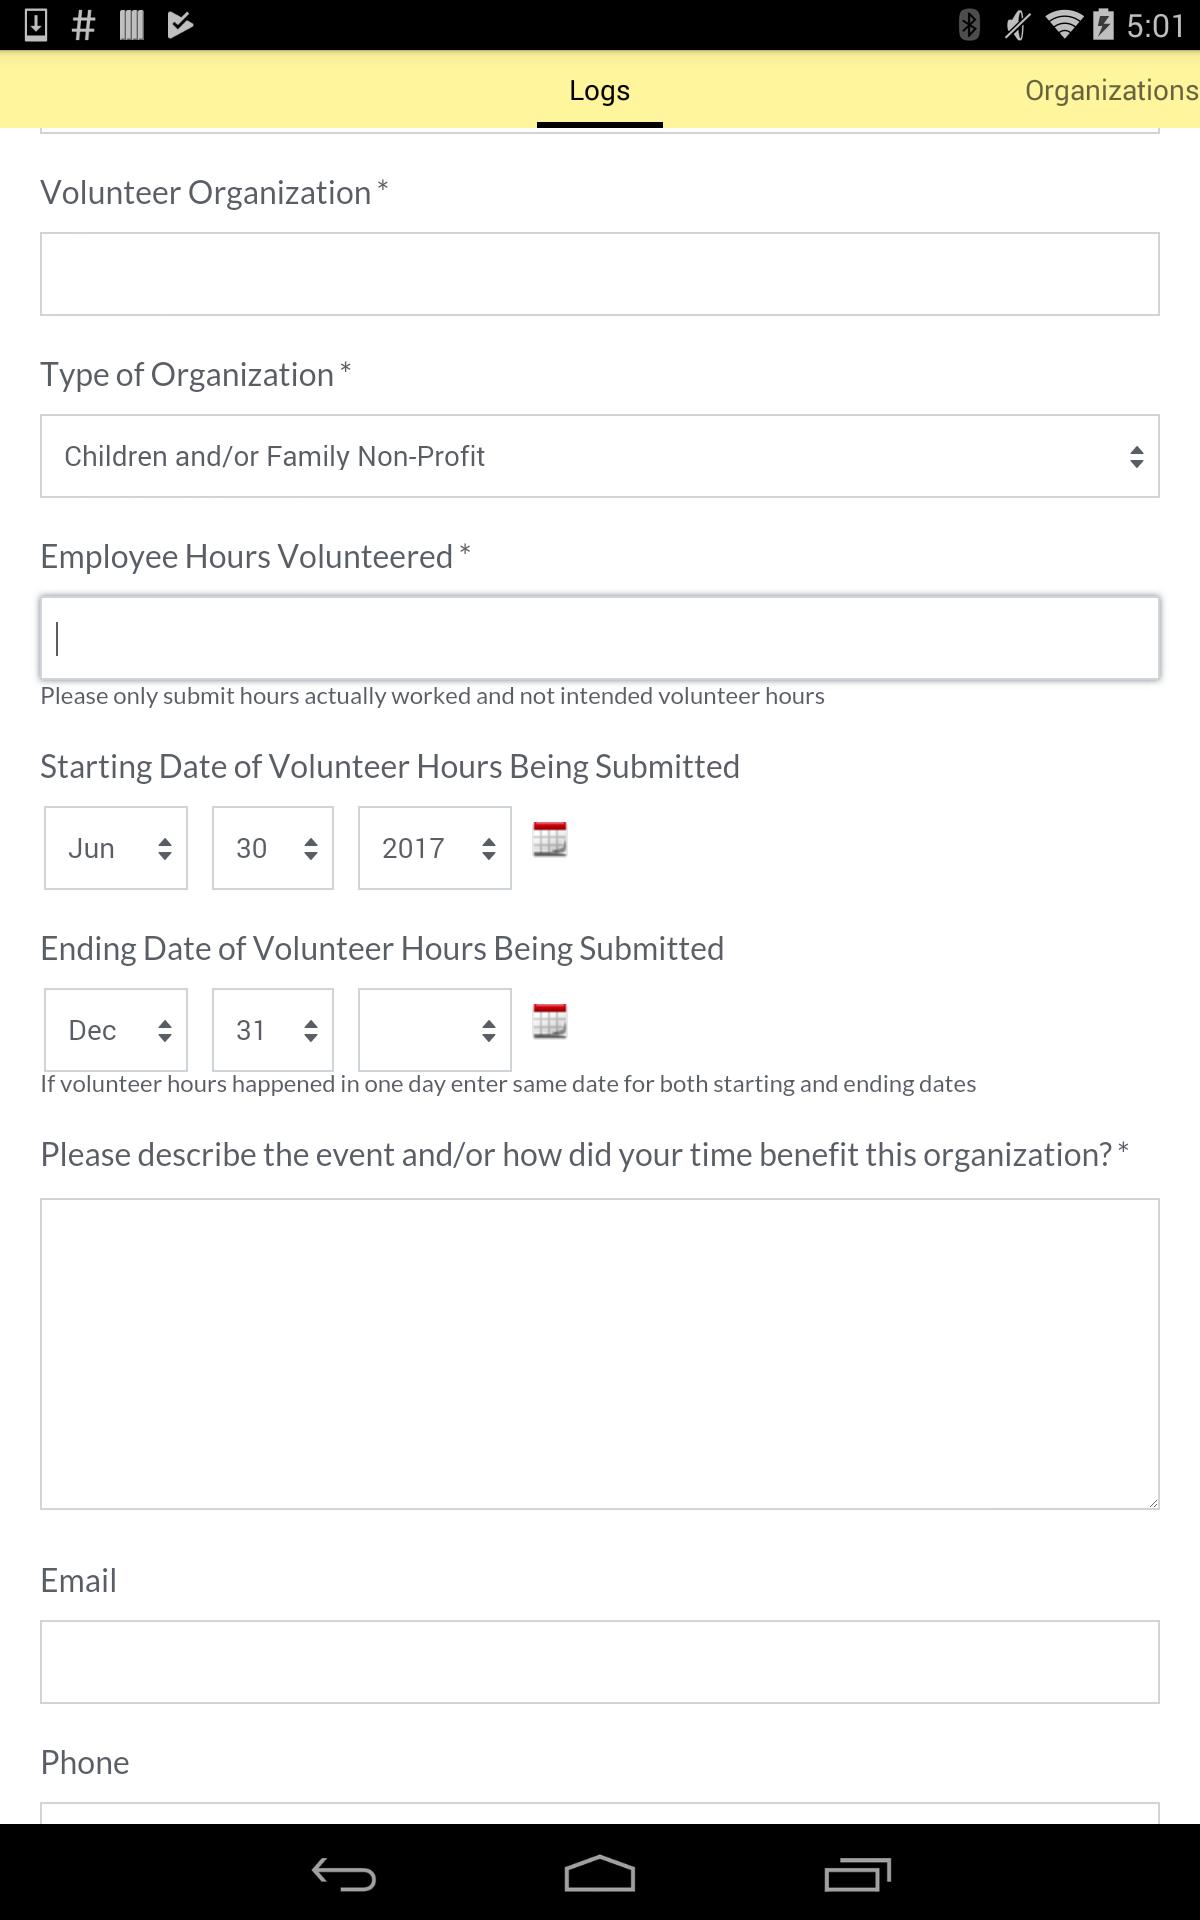 5:01
Logs
Organizations
Volunteer Organization *
Type of Organization *
Children and/or Family Non-Profit
Employee Hours Volunteered *
Please only submit hours actually worked and not intended volunteer hours
Starting Date of Volunteer Hours Being Submitted
Jun 30 2017
Ending Date of Volunteer Hours Being Submitted
Dec 31
If volunteer hours happened in one day enter same date for both starting and ending dates
Please describe the event and/or how did your time benefit this organization? *
Email
Phone